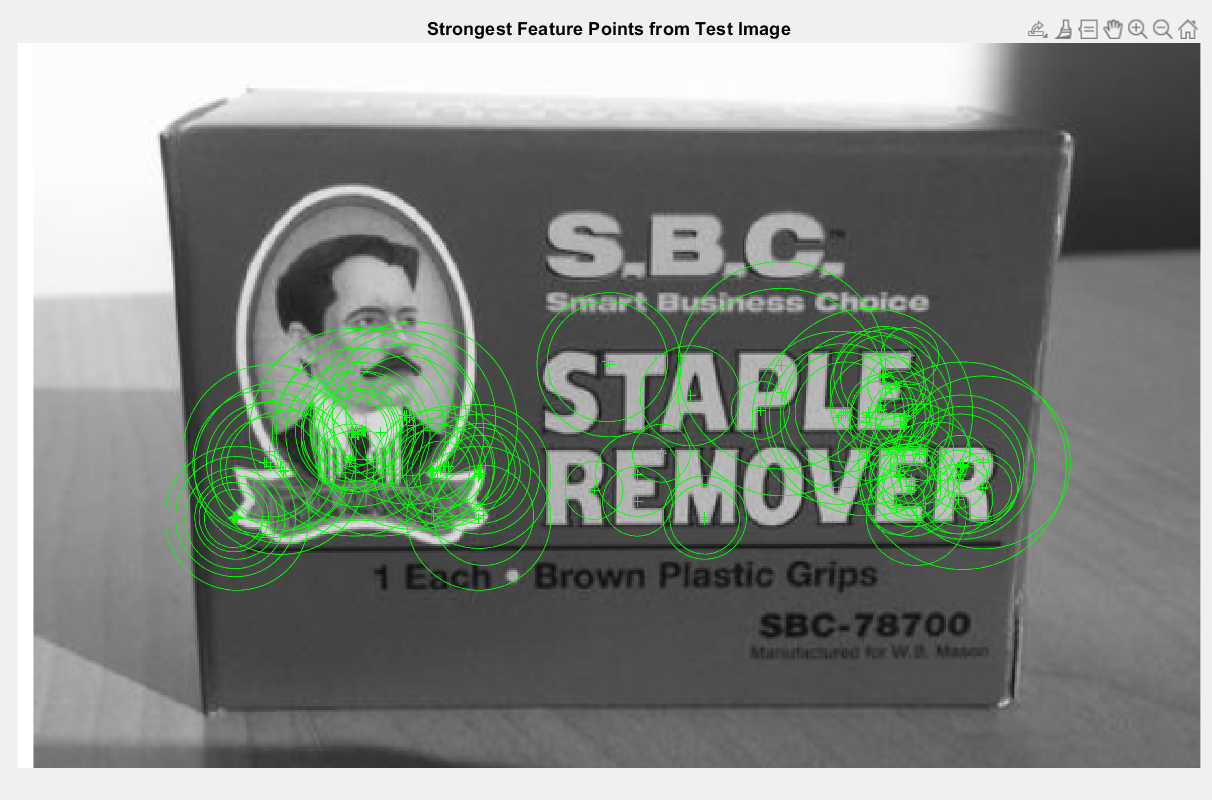 Strongest Feature Points from Test Image
S.B.C.™
Smart Business Choice
STAPLE
REMOVER
1 Each • Brown Plastic Grips
SBC-78700
Manufactured for W.B. Mason